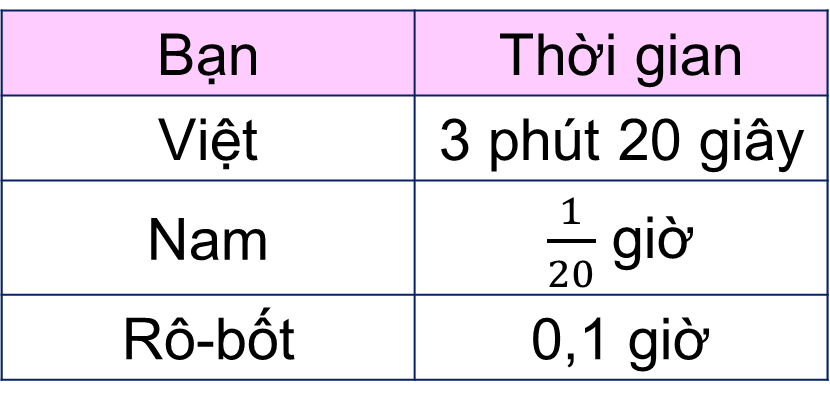 Bạn Thời gian
Việt 3 phút 20 giây
Nam 1/20 giờ
Rô-bốt 0,1 giờ